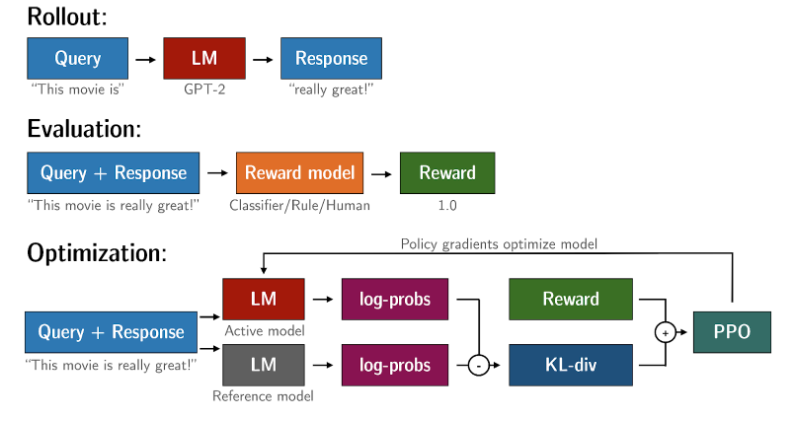 Rollout:
Query
LM
Response
“This movie is”
GPT-2
“really great!”
Evaluation:
Query + Response
Reward model
Reward
“This movie is really great!”
Classifier/Rule/Human
1.0
Optimization:
Policy gradients optimize model
LM
log-probs
Reward
Query + Response
Active model
+
PPO
“This movie is really great!”
LM
log-probs
-
KL-div
Reference model